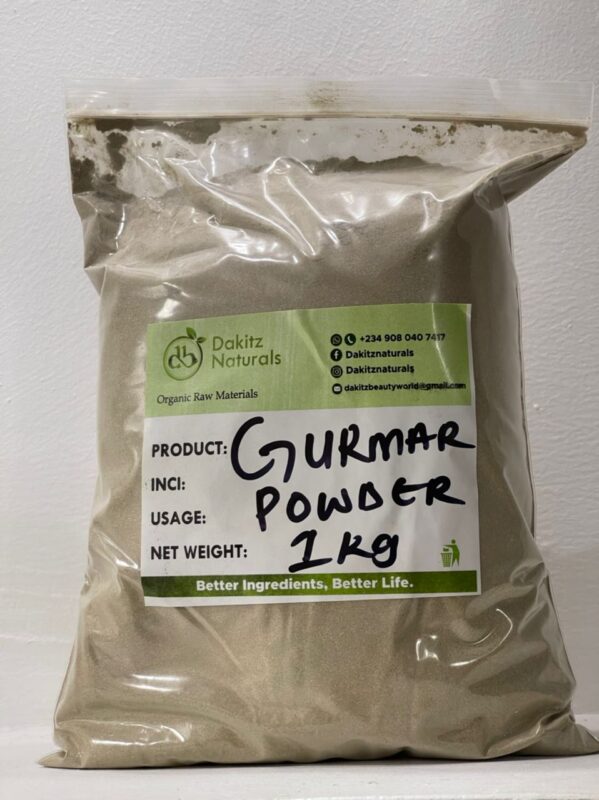 Dakitz
Naturals
Organic Raw Materials
+234 908 040 7417
Dakitznaturals
Dakitznaturals
dakitzbeautyworld@gmail.com
PRODUCT: GURMAR
INCI:
USAGE: POWDER
NET WEIGHT: 1kg
Better Ingredients, Better Life.